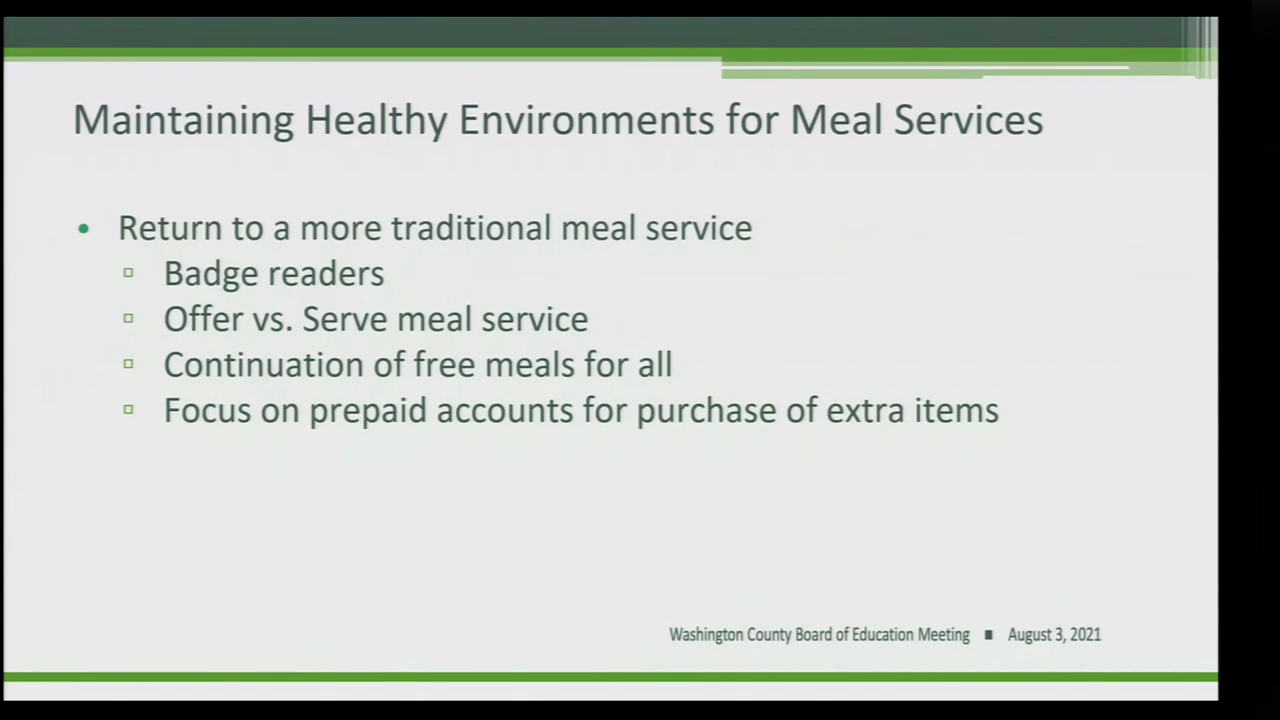 Maintaining Healthy Environments for Meal Services
• Return to a more traditional meal service
▫ Badge readers
▫ Offer vs. Serve meal service
▫ Continuation of free meals for all
▫ Focus on prepaid accounts for purchase of extra items
Washington County Board of Education Meeting ■ August 3, 2021